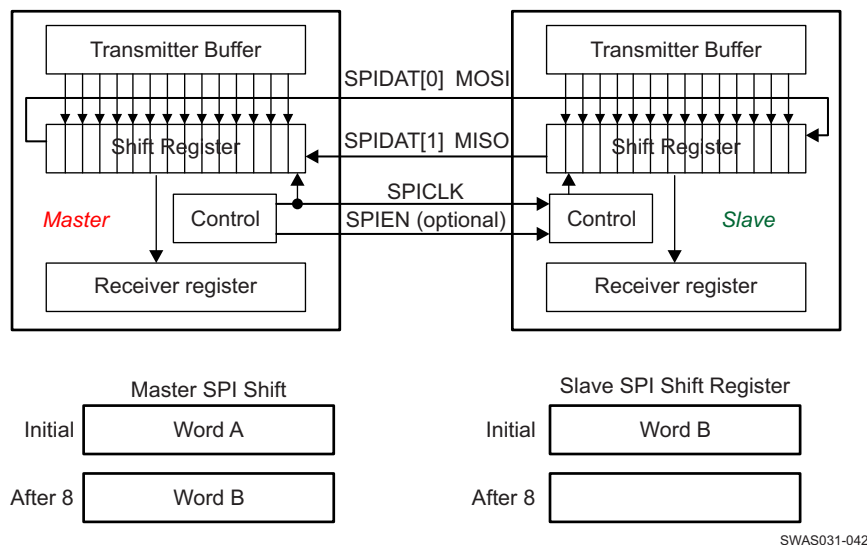 Transmitter Buffer
Transmitter Buffer
SPIDAT[0] MOSI
Shift Register
SPIDAT[1] MISO
Shift Register
SPICLK
Master
Control
SPIEN (optional)
Control
Slave
Receiver register
Receiver register
Master SPI Shift
Slave SPI Shift Register
Initial
Word A
Initial
Word B
After 8
Word B
After 8
SWAS031-042